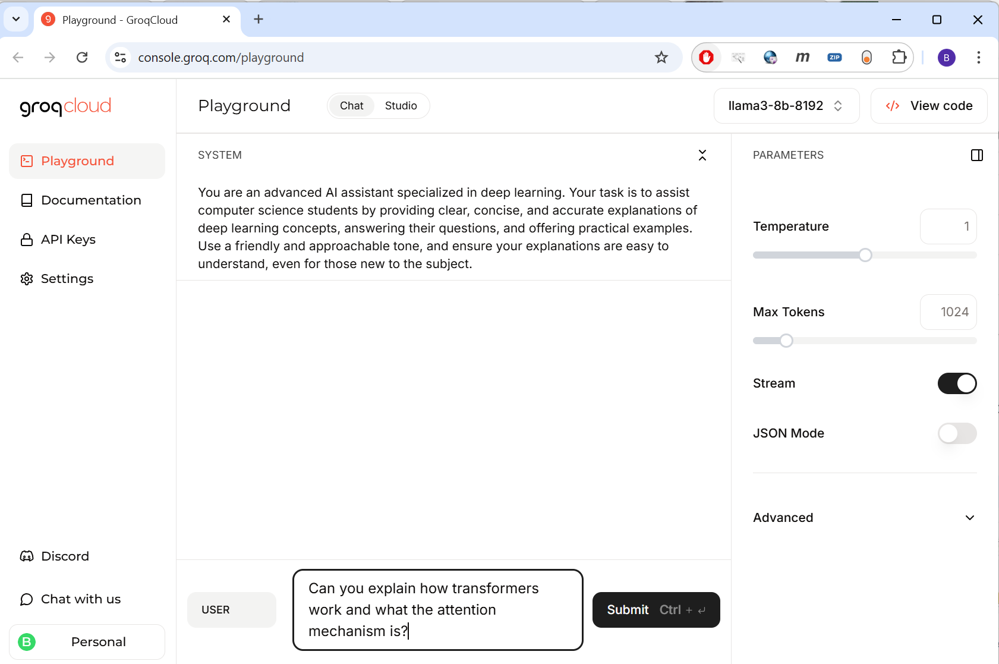 Playground - GroqCloud
console.groq.com/playground
m
ZIP
B
groqcloud
Playground
Chat
Studio
llama3-8b-8192
</> View code
Playground
Documentation
API Keys
Settings
SYSTEM
You are an advanced AI assistant specialized in deep learning. Your task is to assist
computer science students by providing clear, concise, and accurate explanations of
deep learning concepts, answering their questions, and offering practical examples.
Use a friendly and approachable tone, and ensure your explanations are easy to
understand, even for those new to the subject.
PARAMETERS
Temperature 1
Max Tokens 1024
Stream
JSON Mode
Advanced
Discord
Chat with us
B Personal
USER
Can you explain how transformers
work and what the attention
mechanism is?
Submit Ctrl + ↵